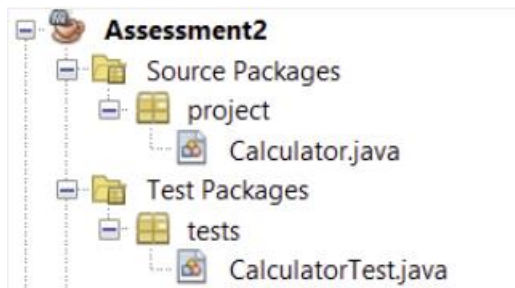 Assessment2
Source Packages
project
Calculator.java
Test Packages
tests
CalculatorTest.java